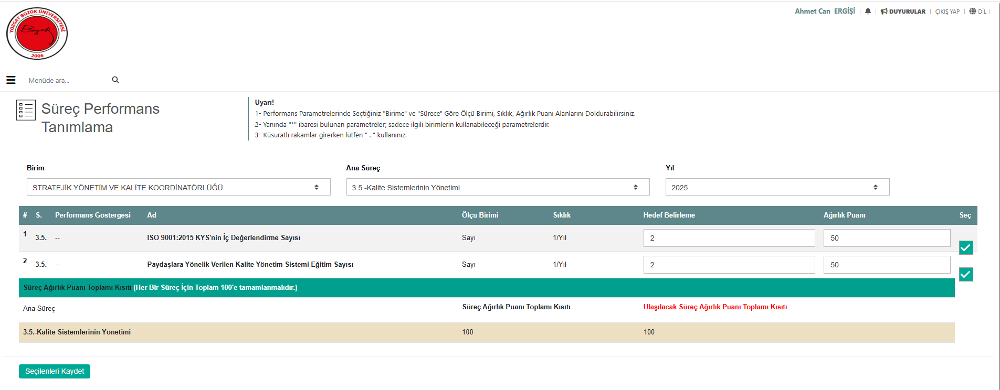 Ahmet Can ERGİŞİ | | DUYURULAR | ÇIKIŞ YAP | DİL |
YOZGAT BOZOK ÜNİVERSİTESİ
Bozok
2006
Menüde ara...
Süreç Performans
Tanımlama
Uyarı!
1- Performans Parametrelerinde Seçtiğiniz "Birime" ve "Sürece" Göre Ölçü Birimi, Sıklık, Ağırlık Puanı Alanlarını Doldurabilirsiniz.
2- Yanında "*" ibaresi bulunan parametreler; sadece ilgili birimlerin kullanabileceği parametrelerdir.
3- Küsuratlı rakamlar girerken lütfen " . " kullanınız.
Birim Ana Süreç Yıl
STRATEJİK YÖNETİM VE KALİTE KOORDİNATÖRLÜĞÜ 3.5.-Kalite Sistemlerinin Yönetimi 2025
# S. Performans Göstergesi Ad Ölçü Birimi Sıklık Hedef Belirleme Ağırlık Puanı Seç
1 3.5. -- ISO 9001:2015 KYS'nin İç Değerlendirme Sayısı Sayı 1/Yıl 2 50
2 3.5. -- Paydaşlara Yönelik Verilen Kalite Yönetim Sistemi Eğitim Sayısı Sayı 1/Yıl 2 50
Süreç Ağırlık Puanı Toplamı Kısıtı (Her Bir Süreç İçin Toplam 100'e tamamlanmalıdır.)
Ana Süreç Süreç Ağırlık Puanı Toplamı Kısıtı Ulaşılacak Süreç Ağırlık Puanı Toplamı Kısıtı
3.5.-Kalite Sistemlerinin Yönetimi 100 100
Seçilenleri Kaydet